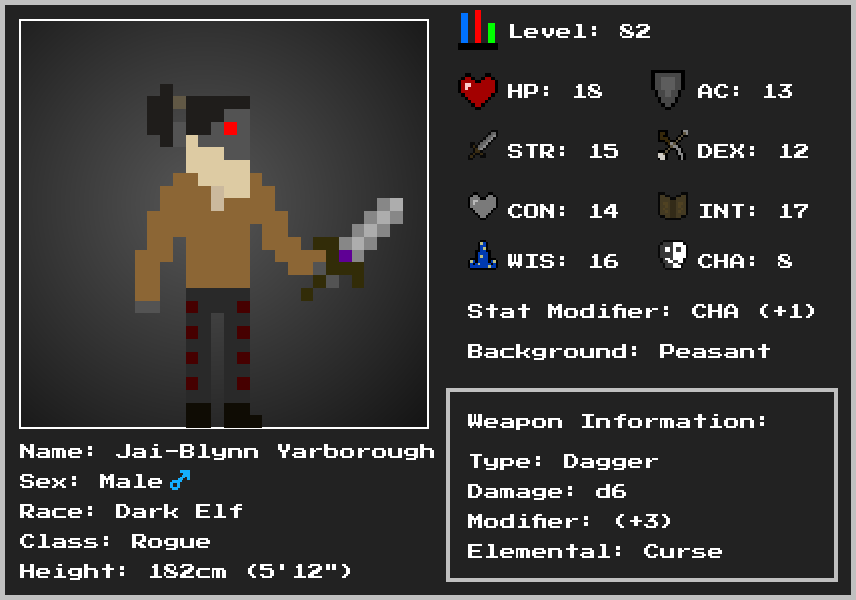 Level: 82
HP: 18 AC: 13
STR: 15 DEX: 12
CON: 14 INT: 17
WIS: 16 CHA: 8
Stat Modifier: CHA (+1)
Background: Peasant
Weapon Information:
Type: Dagger
Damage: d6
Modifier: (+3)
Elemental: Curse
Name: Jai-Blynn Yarborough
Sex: Male ♂
Race: Dark Elf
Class: Rogue
Height: 182cm (5'12")